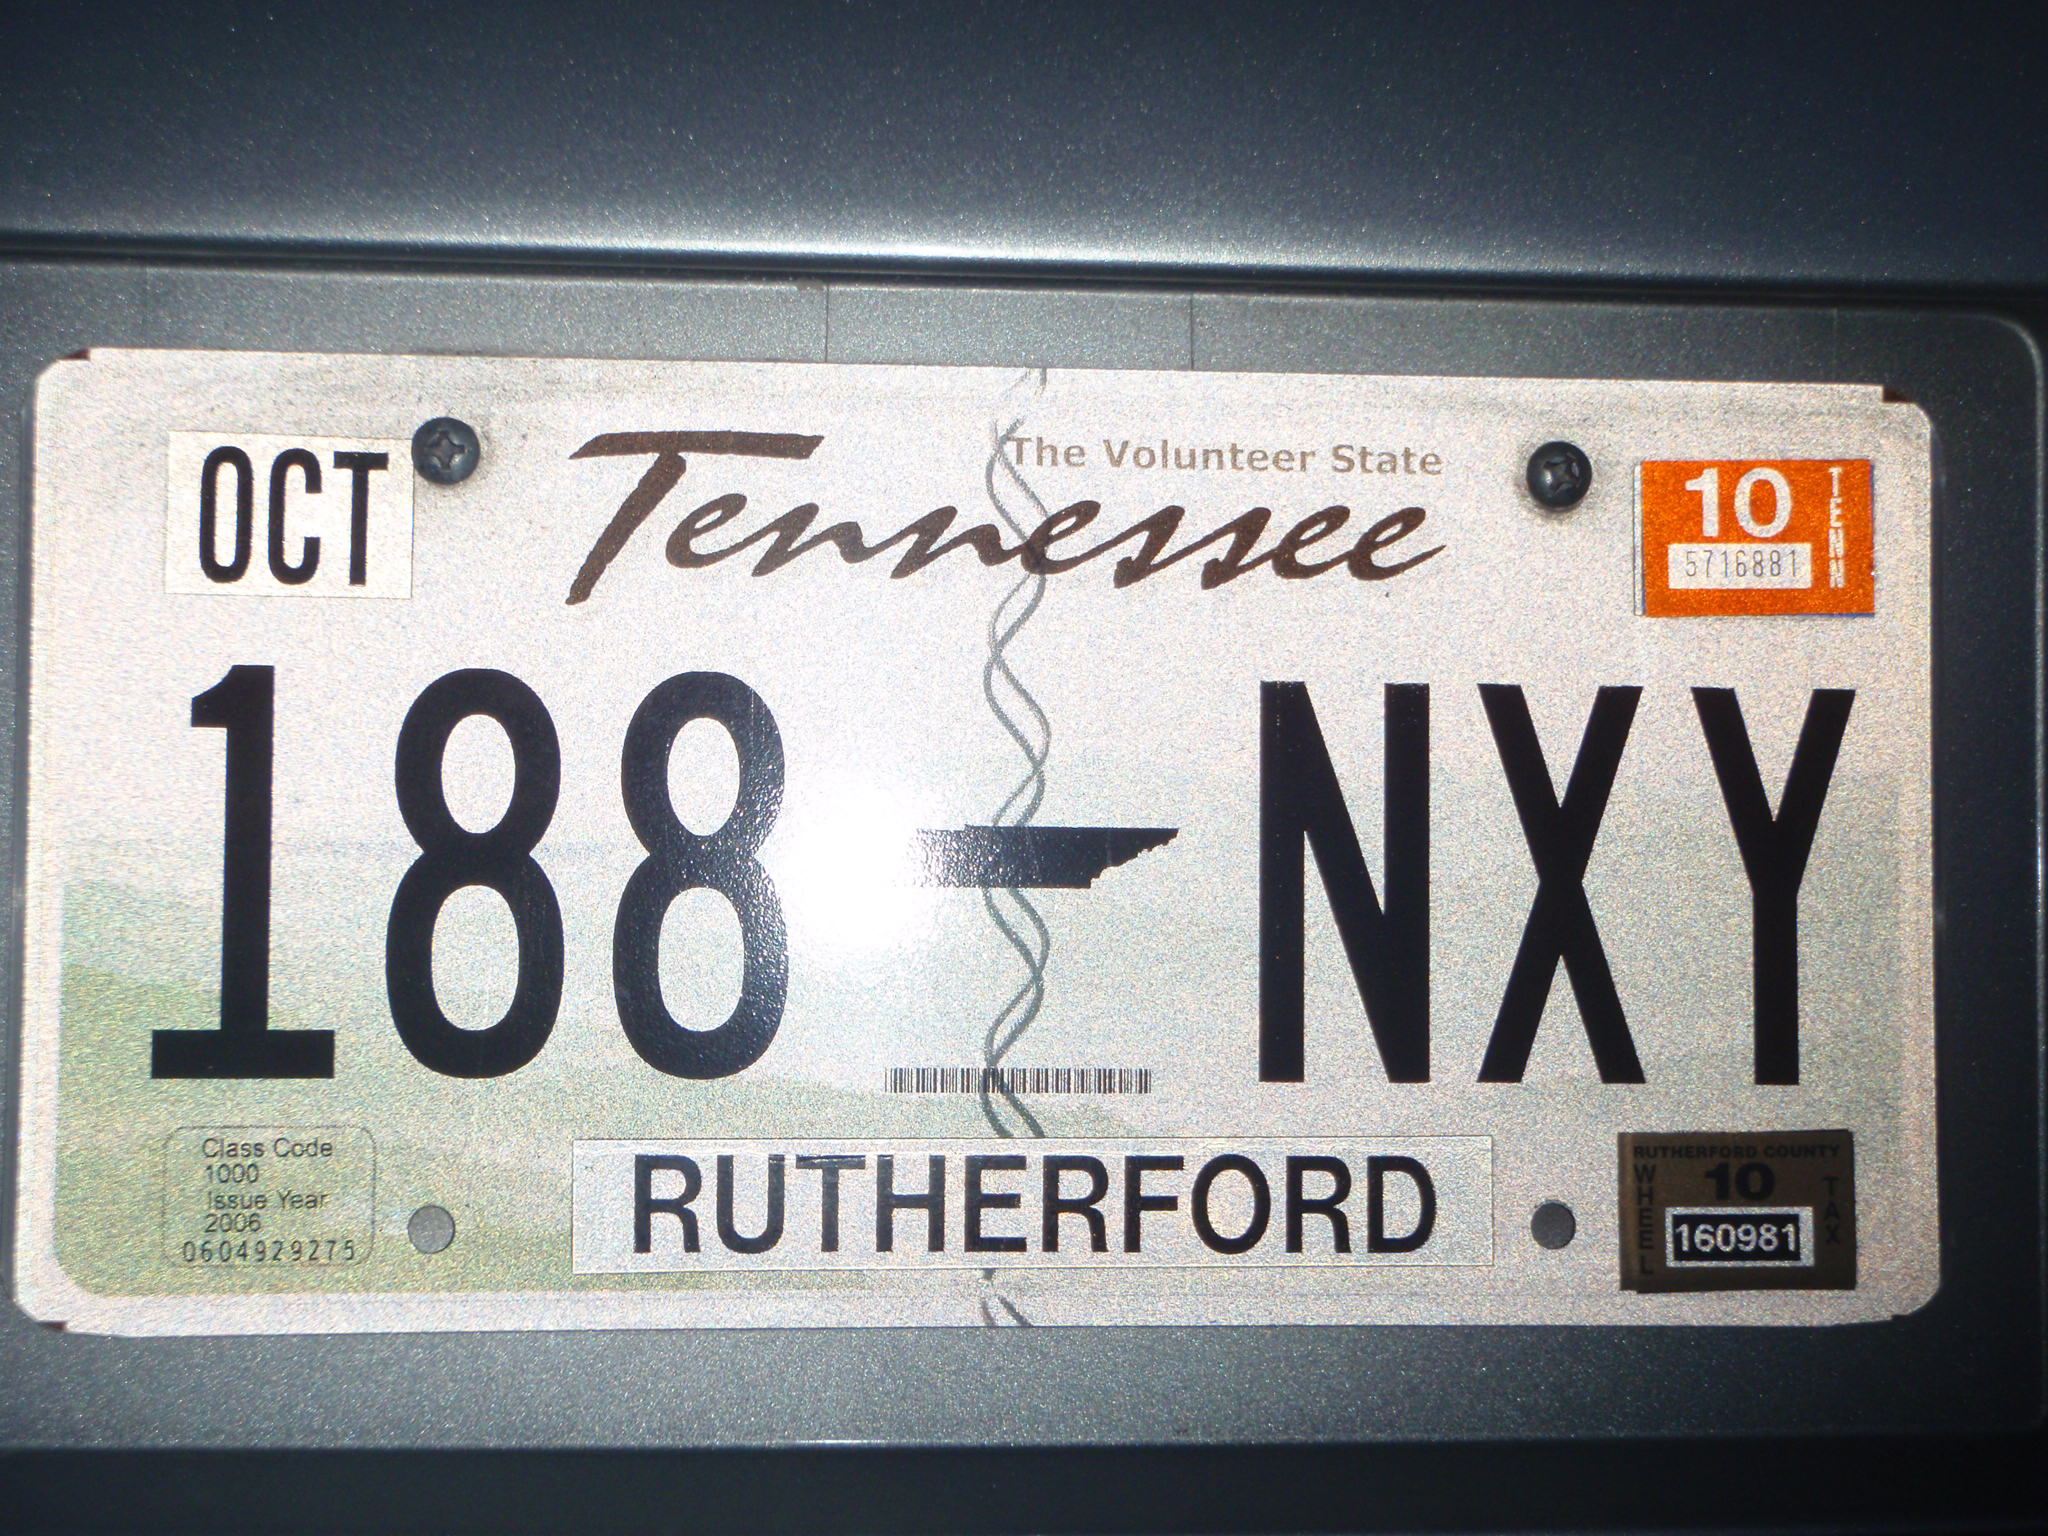 The Volunteer State
OCT
Tennessee
10
TENN
5716881
188 NXY
Class Code
1000
Issue Year
2006
0604929275
RUTHERFORD
RUTHERFORD COUNTY
10
WHEEL
TAX
160981